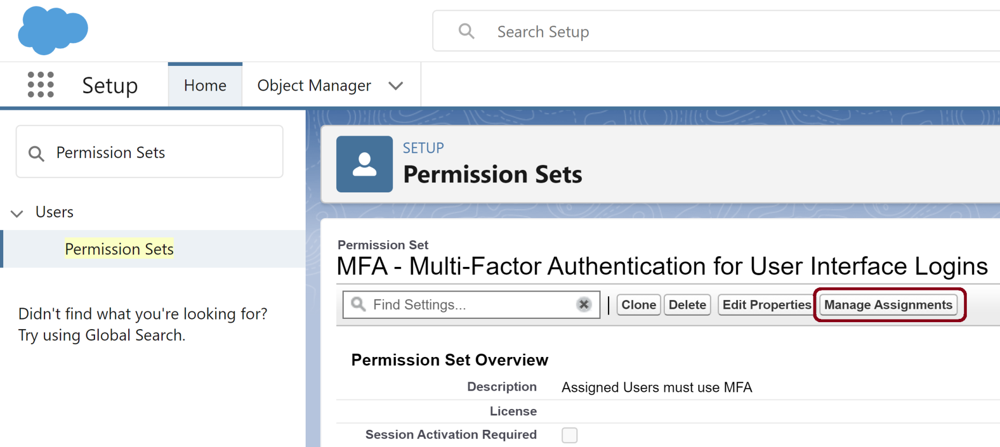 Search Setup
Setup
Home
Object Manager
Permission Sets
Users
Permission Sets
Didn't find what you're looking for?
Try using Global Search.
SETUP
Permission Sets
Permission Set
MFA - Multi-Factor Authentication for User Interface Logins
Find Settings...
Clone
Delete
Edit Properties
Manage Assignments
Permission Set Overview
Description Assigned Users must use MFA
License
Session Activation Required